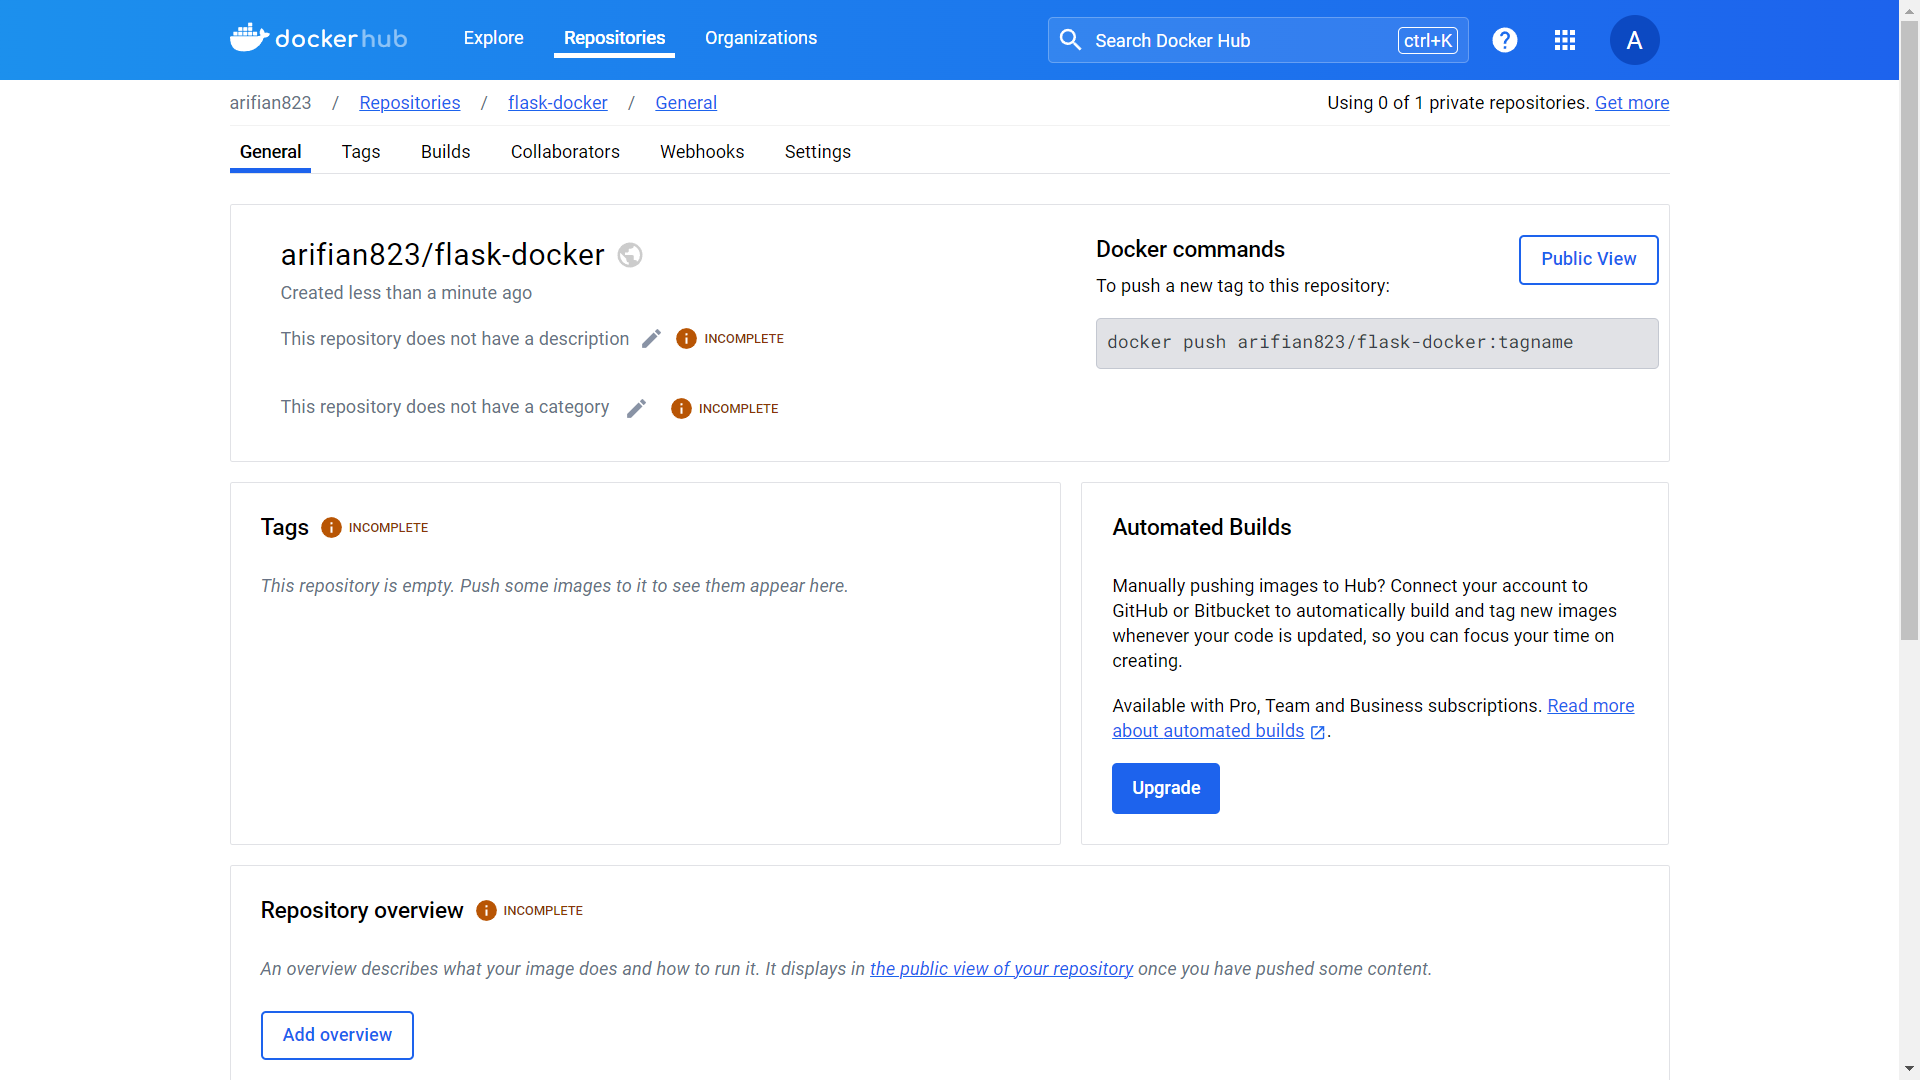 dockerhub
Explore
Repositories
Organizations
Search Docker Hub
ctrl+K
?
A
arifian823 / Repositories / flask-docker / General
Using 0 of 1 private repositories. Get more
General
Tags
Builds
Collaborators
Webhooks
Settings
arifian823/flask-docker
Created less than a minute ago
This repository does not have a description
INCOMPLETE
This repository does not have a category
INCOMPLETE
Docker commands
Public View
To push a new tag to this repository:
docker push arifian823/flask-docker:tagname
Tags
INCOMPLETE
This repository is empty. Push some images to it to see them appear here.
Automated Builds
Manually pushing images to Hub? Connect your account to
GitHub or Bitbucket to automatically build and tag new images
whenever your code is updated, so you can focus your time on
creating.
Available with Pro, Team and Business subscriptions. Read more
about automated builds .
Upgrade
Repository overview
INCOMPLETE
An overview describes what your image does and how to run it. It displays in the public view of your repository once you have pushed some content.
Add overview